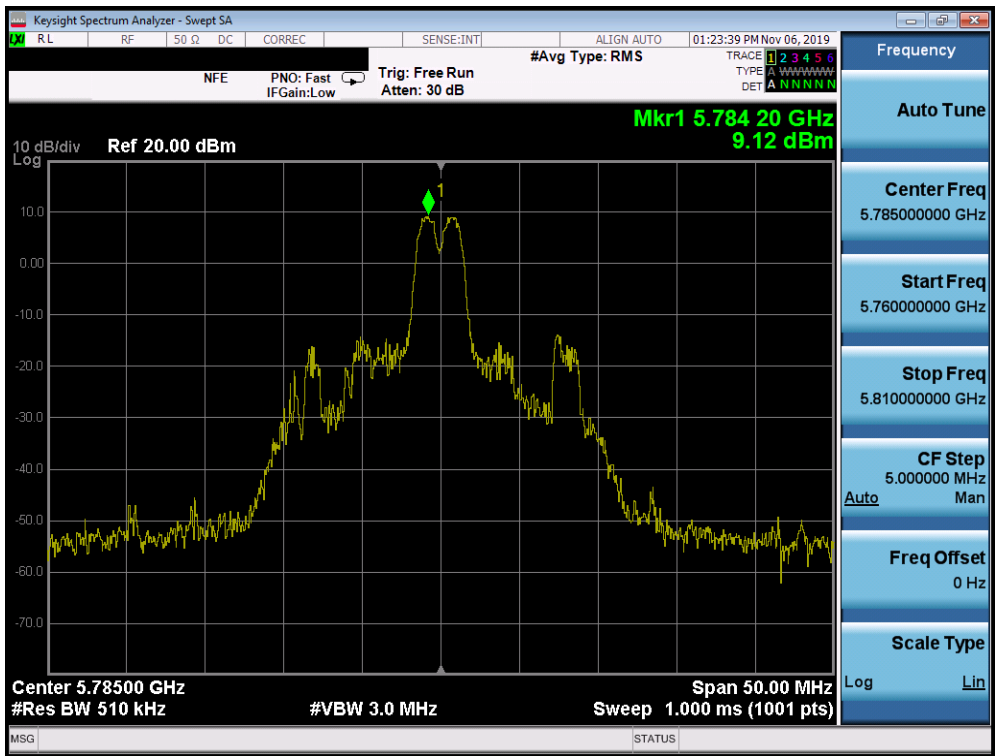 Keysight Spectrum Analyzer - Swept SA
LXI RL RF 50 Ω DC CORREC SENSE:INT ALIGN AUTO 01:23:39 PM Nov 06, 2019
NFE PNO: Fast IFGain:Low Trig: Free Run Atten: 30 dB #Avg Type: RMS
TRACE 1 2 3 4 5 6
TYPE A WWWWW
DET A N N N N N
Mkr1 5.784 20 GHz
9.12 dBm
10 dB/div Ref 20.00 dBm
Log
1
10.0
0.00
-10.0
-20.0
-30.0
-40.0
-50.0
-60.0
-70.0
Center 5.78500 GHz Span 50.00 MHz
#Res BW 510 kHz #VBW 3.0 MHz Sweep 1.000 ms (1001 pts)
MSG STATUS
Frequency
Auto Tune
Center Freq
5.785000000 GHz
Start Freq
5.760000000 GHz
Stop Freq
5.810000000 GHz
CF Step
5.000000 MHz
Auto Man
Freq Offset
0 Hz
Scale Type
Log Lin